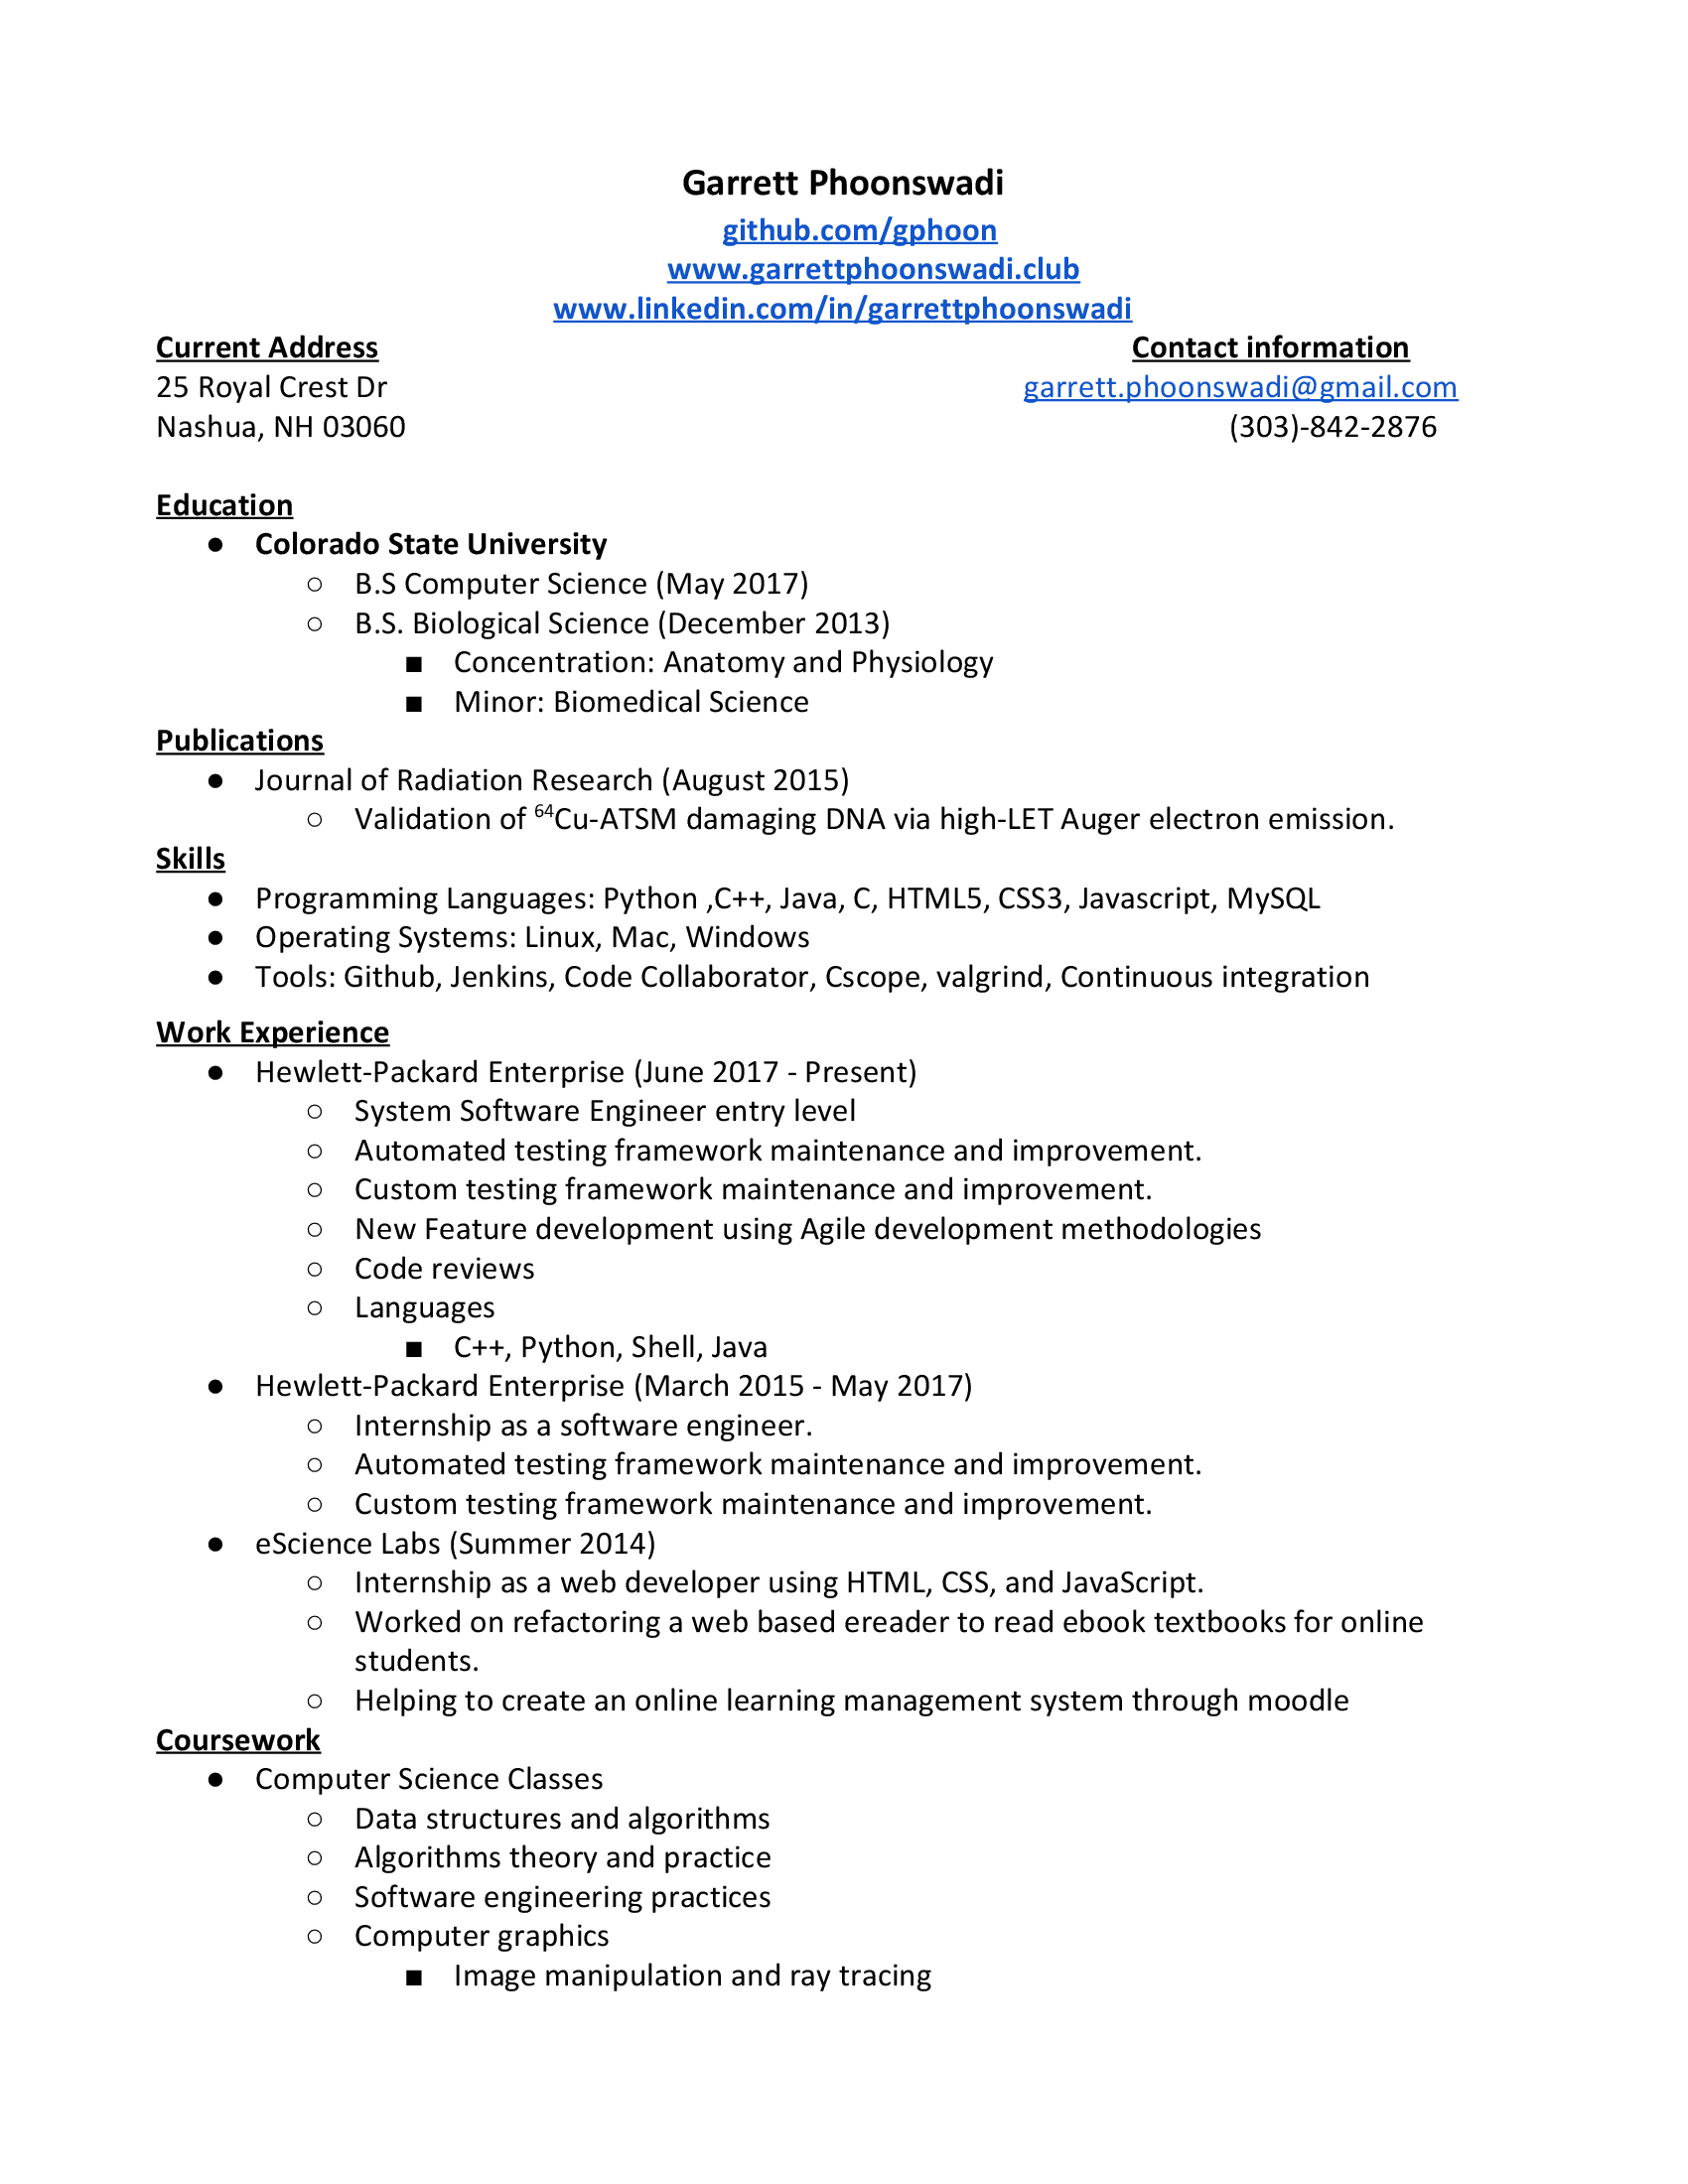 Garrett Phoonswadi
github.com/gphoon
www.garrettphoonswadi.club
www.linkedin.com/in/garrettphoonswadi
Current Address Contact information
25 Royal Crest Dr garrett.phoonswadi@gmail.com
Nashua, NH 03060 (303)-842-2876
Education
● Colorado State University
○ B.S Computer Science (May 2017)
○ B.S. Biological Science (December 2013)
■ Concentration: Anatomy and Physiology
■ Minor: Biomedical Science
Publications
● Journal of Radiation Research (August 2015)
○ Validation of ⁶⁴Cu-ATSM damaging DNA via high-LET Auger electron emission.
Skills
● Programming Languages: Python ,C++, Java, C, HTML5, CSS3, Javascript, MySQL
● Operating Systems: Linux, Mac, Windows
● Tools: Github, Jenkins, Code Collaborator, Cscope, valgrind, Continuous integration
Work Experience
● Hewlett-Packard Enterprise (June 2017 - Present)
○ System Software Engineer entry level
○ Automated testing framework maintenance and improvement.
○ Custom testing framework maintenance and improvement.
○ New Feature development using Agile development methodologies
○ Code reviews
○ Languages
■ C++, Python, Shell, Java
● Hewlett-Packard Enterprise (March 2015 - May 2017)
○ Internship as a software engineer.
○ Automated testing framework maintenance and improvement.
○ Custom testing framework maintenance and improvement.
● eScience Labs (Summer 2014)
○ Internship as a web developer using HTML, CSS, and JavaScript.
○ Worked on refactoring a web based ereader to read ebook textbooks for online
students.
○ Helping to create an online learning management system through moodle
Coursework
● Computer Science Classes
○ Data structures and algorithms
○ Algorithms theory and practice
○ Software engineering practices
○ Computer graphics
■ Image manipulation and ray tracing